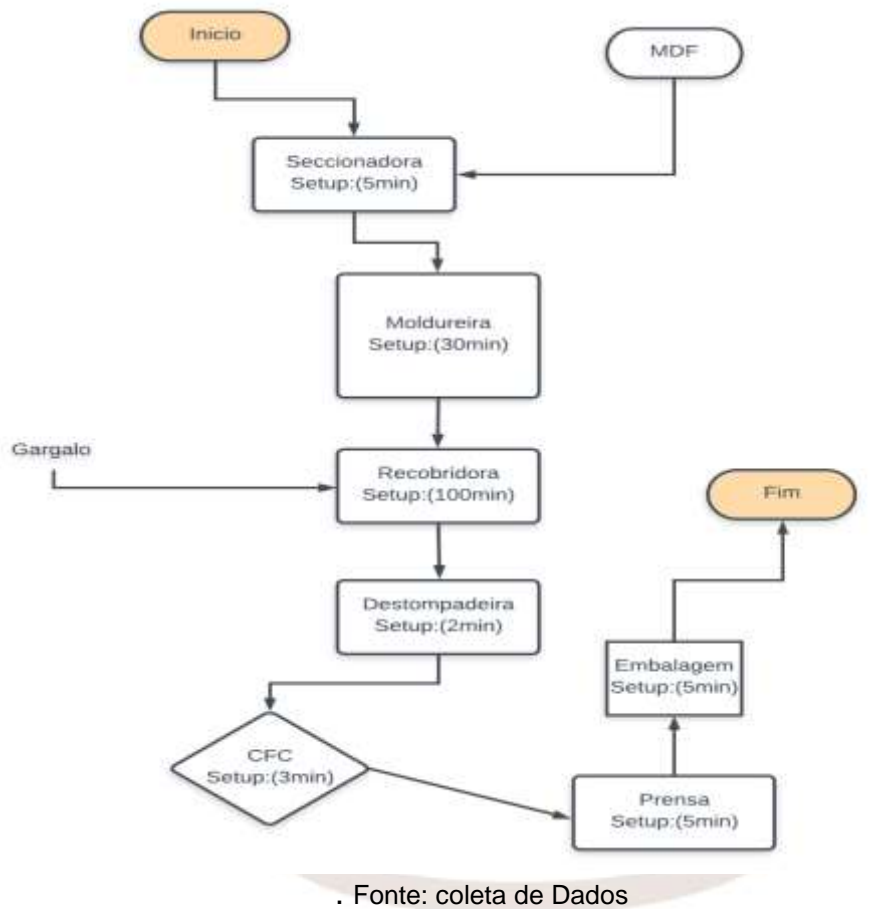 Início
MDF
Seccionadora
Setup:(5min)
Moldureira
Setup:(30min)
Gargalo
Recobridora
Setup:(100min)
Fim
Destompadeira
Setup:(2min)
Embalagem
Setup:(5min)
CFC
Setup:(3min)
Prensa
Setup:(5min)
. Fonte: coleta de Dados